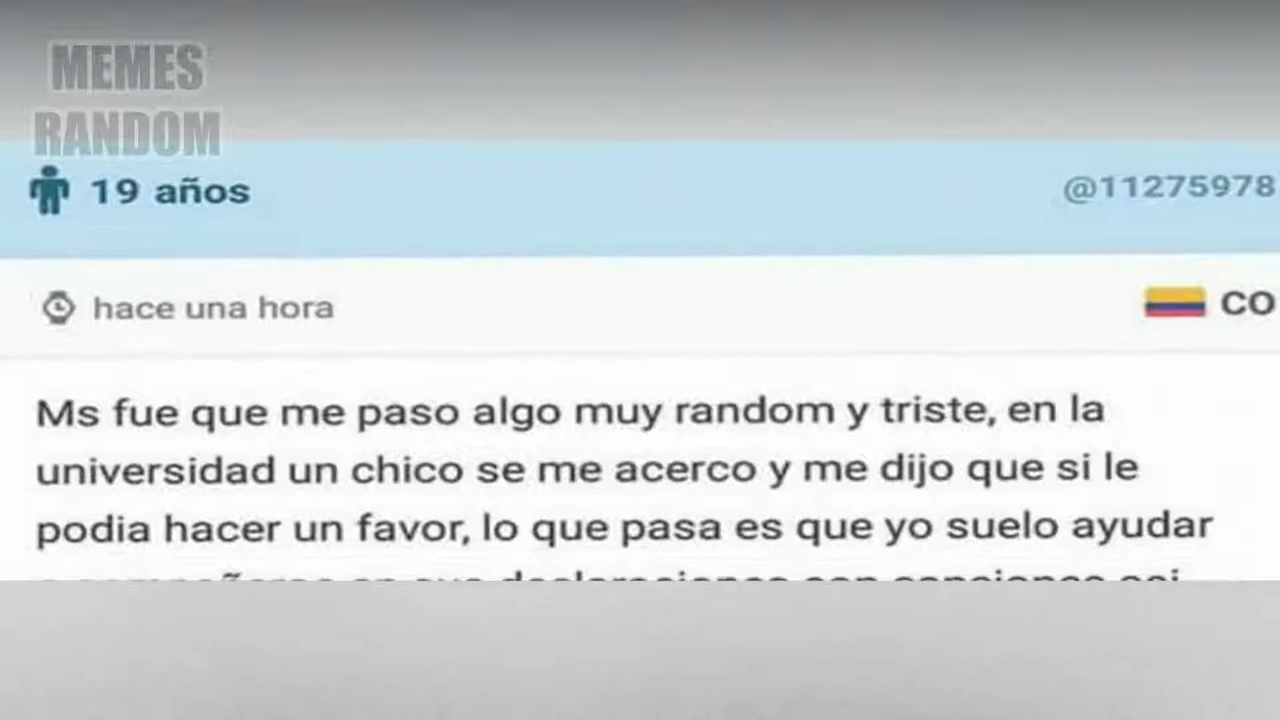 MEMES
RANDOM
19 años
@11275978
hace una hora
CO
Ms fue que me paso algo muy random y triste, en la
universidad un chico se me acerco y me dijo que si le
podia hacer un favor, lo que pasa es que yo suelo ayudar